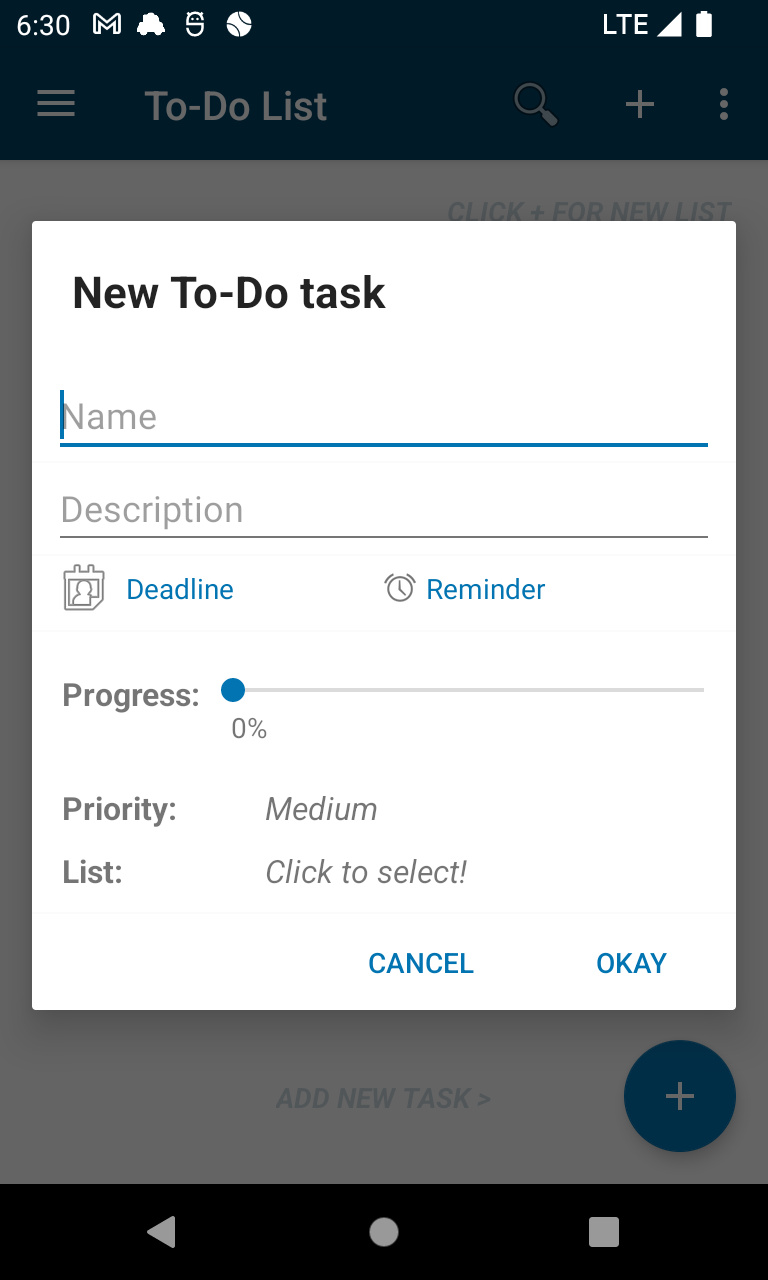 6:30 LTE
To-Do List
CLICK + FOR NEW LIST
New To-Do task
Name
Description
Deadline Reminder
Progress:
0%
Priority: Medium
List: Click to select!
CANCEL OKAY
ADD NEW TASK >